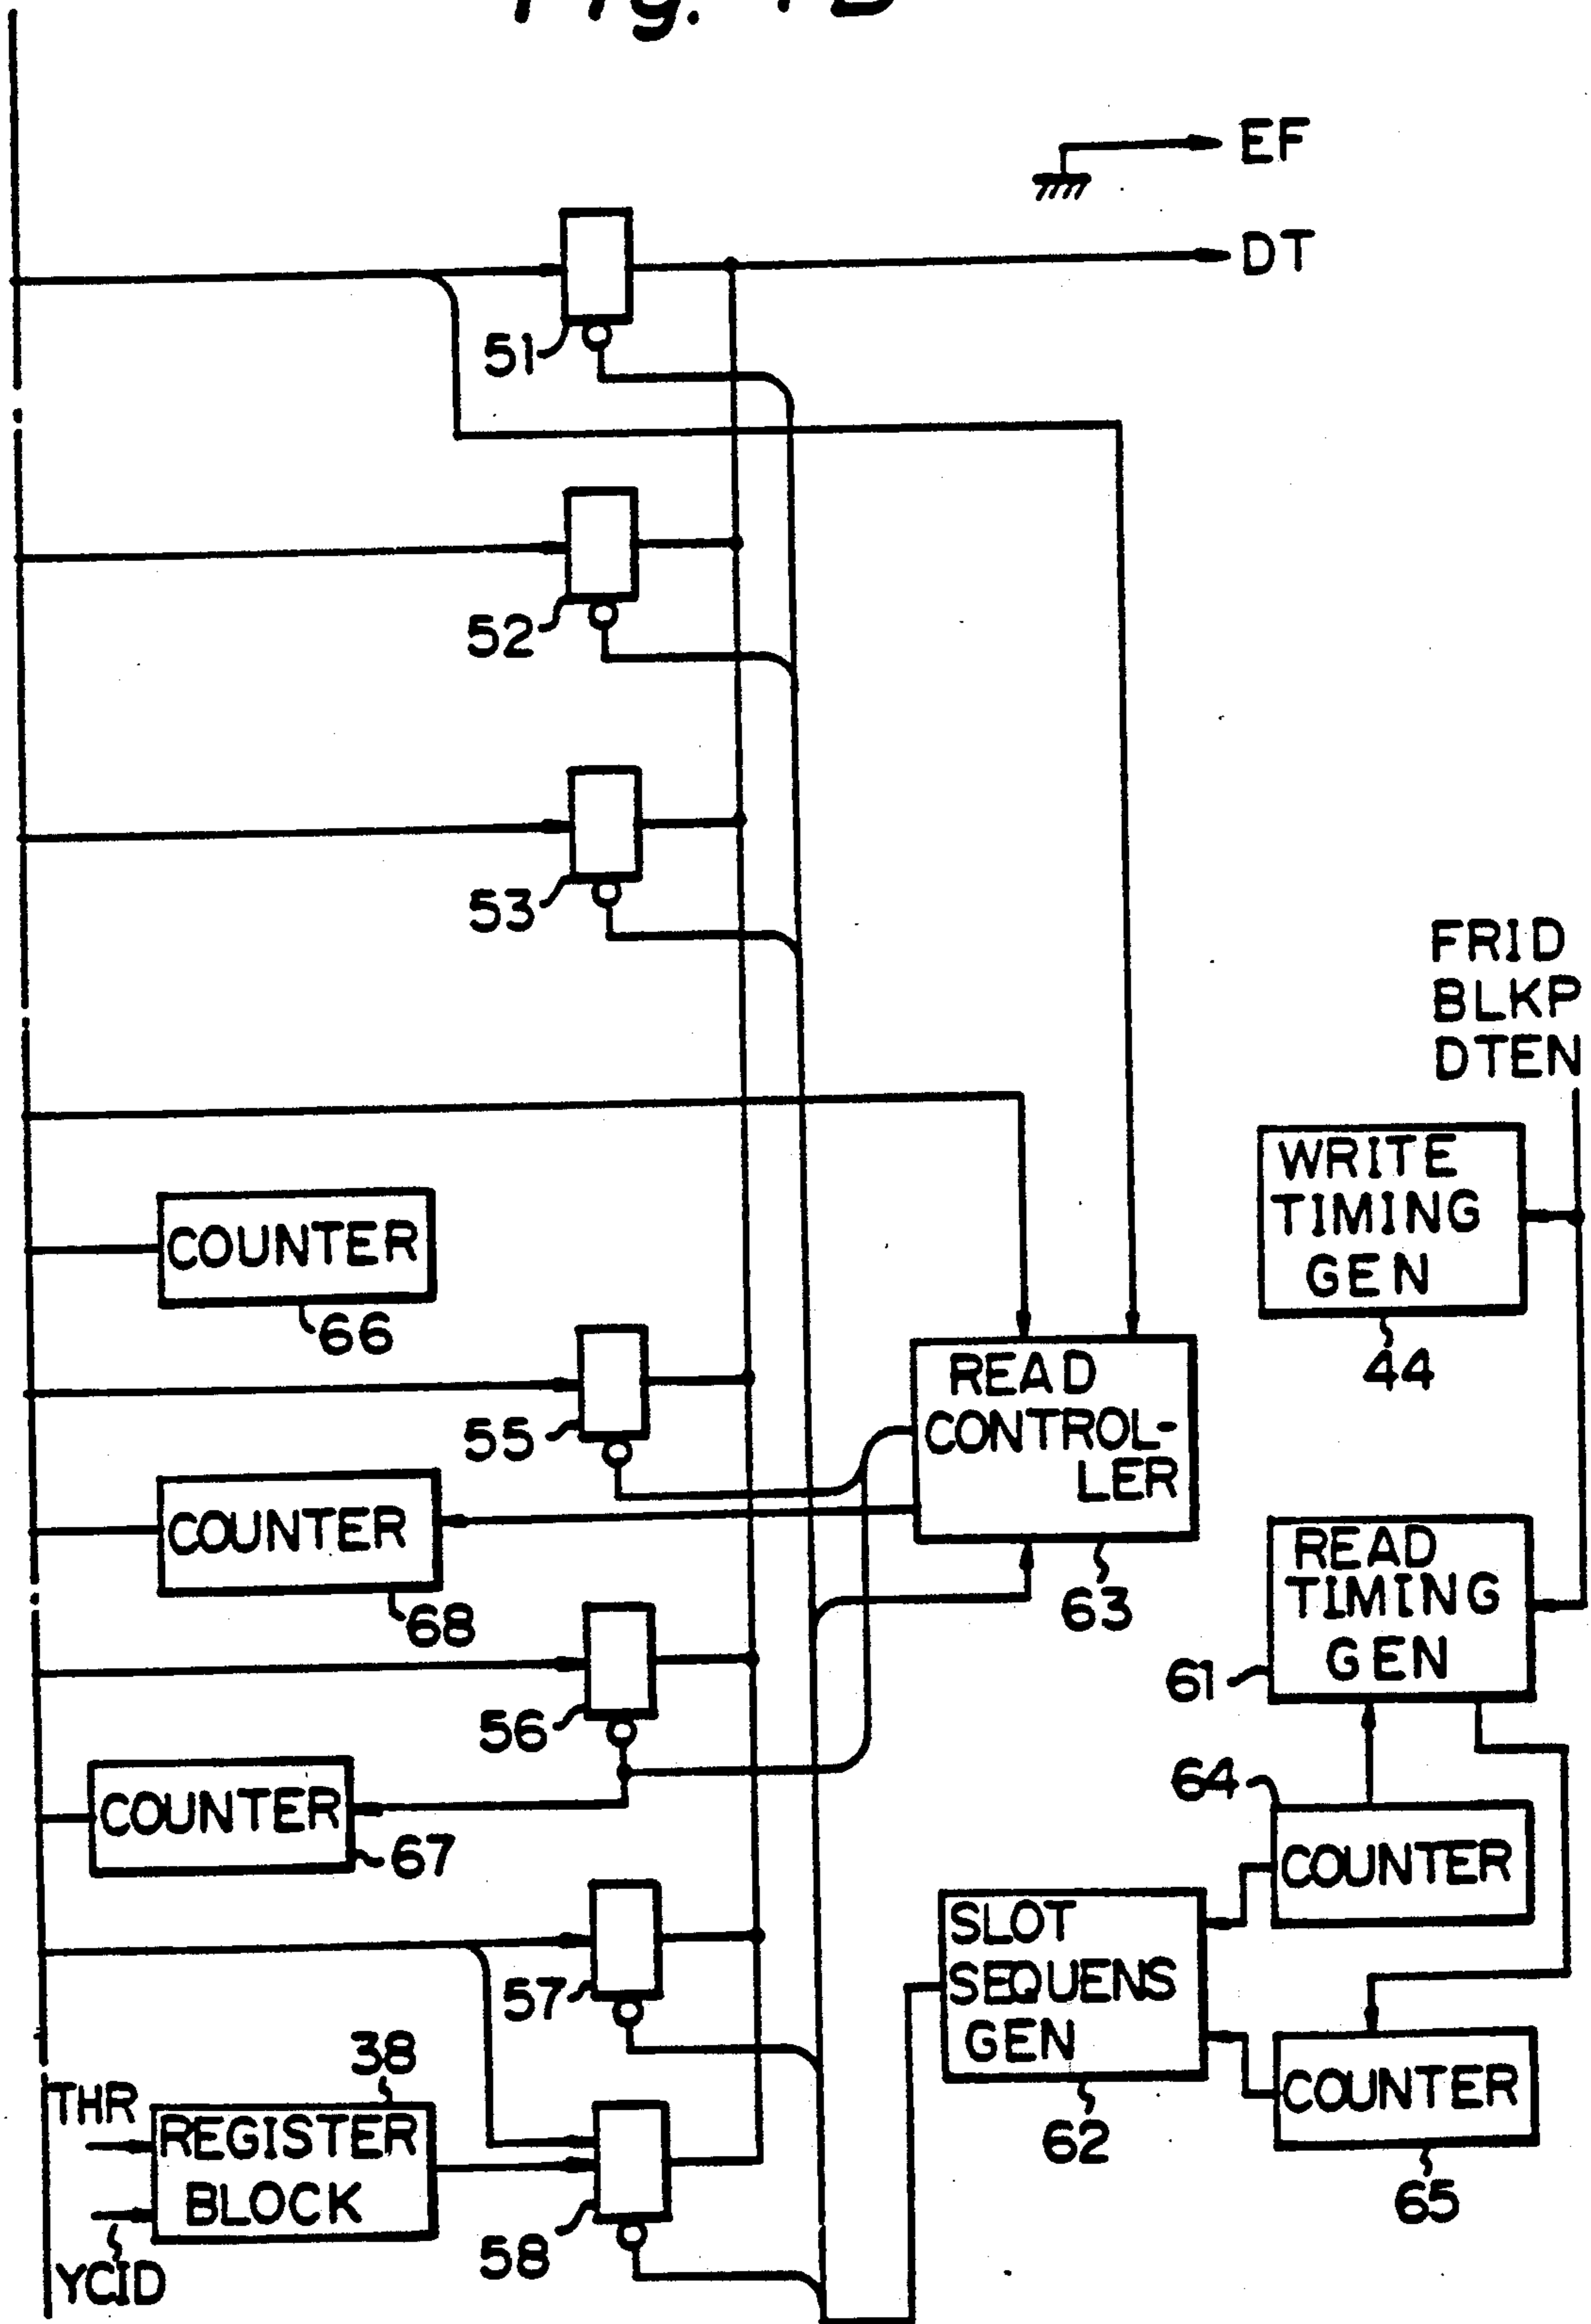 Fig. 4B
EF
DT
51
52
53
FRID
BLKP
DTEN
WRITE
TIMING
GEN
44
COUNTER
66
READ
CONTROL-
LER
63
55
COUNTER
68
READ
TIMING
GEN
61
56
COUNTER
67
64
COUNTER
57
SLOT
SEQUENS
GEN
62
COUNTER
65
38
THR
REGISTER
BLOCK
YCID
58